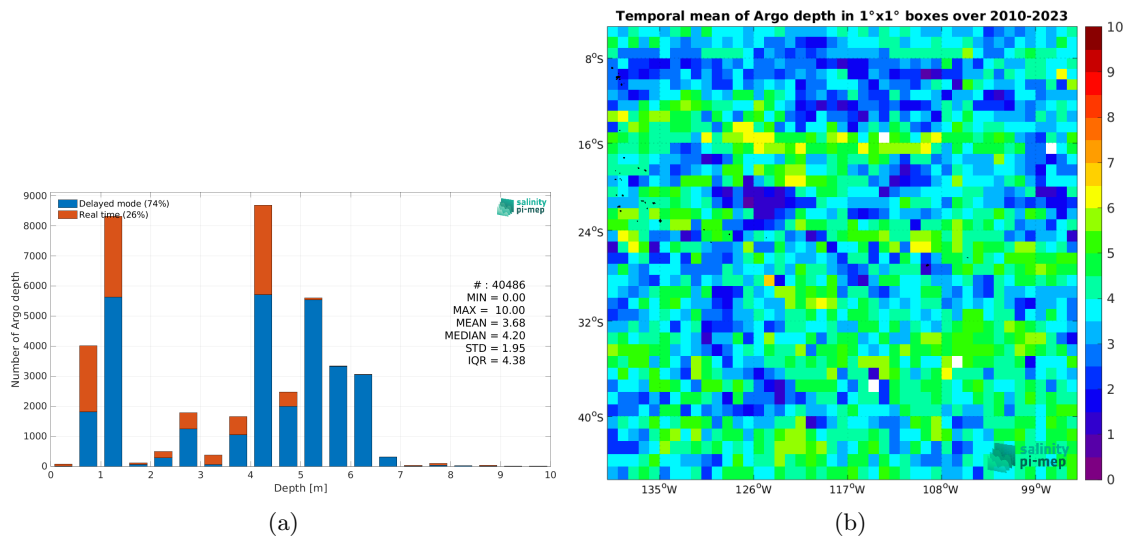 Temporal mean of Argo depth in 1°x1° boxes over 2010-2023
Delayed mode (74%)
Real time (26%)
salinity
pi-mep
9000
8000
7000
6000
5000
4000
3000
2000
1000
0
Number of Argo depth
# : 40486
MIN = 0.00
MAX = 10.00
MEAN = 3.68
MEDIAN = 4.20
STD = 1.95
IQR = 4.38
0 1 2 3 4 5 6 7 8 9 10
Depth [m]
(a)
8°S
16°S
24°S
32°S
40°S
135°W 126°W 117°W 108°W 99°W
salinity
pi-mep
10
9
8
7
6
5
4
3
2
1
0
(b)